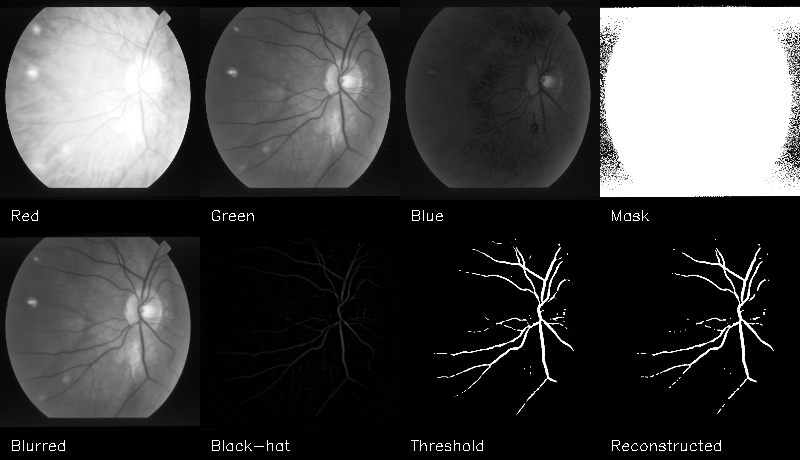 Red
Green
Blue
Mask
Blurred
Black-hat
Threshold
Reconstructed